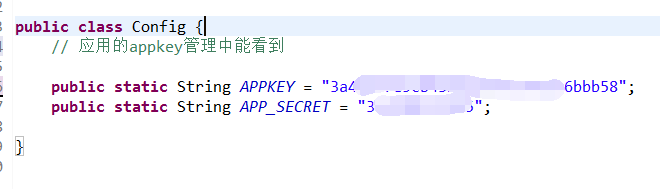 public class Config {
// 应用的appkey管理中能看到
public static String APPKEY = "3a4 6bbb58";
public static String APP_SECRET = "3 ";
}